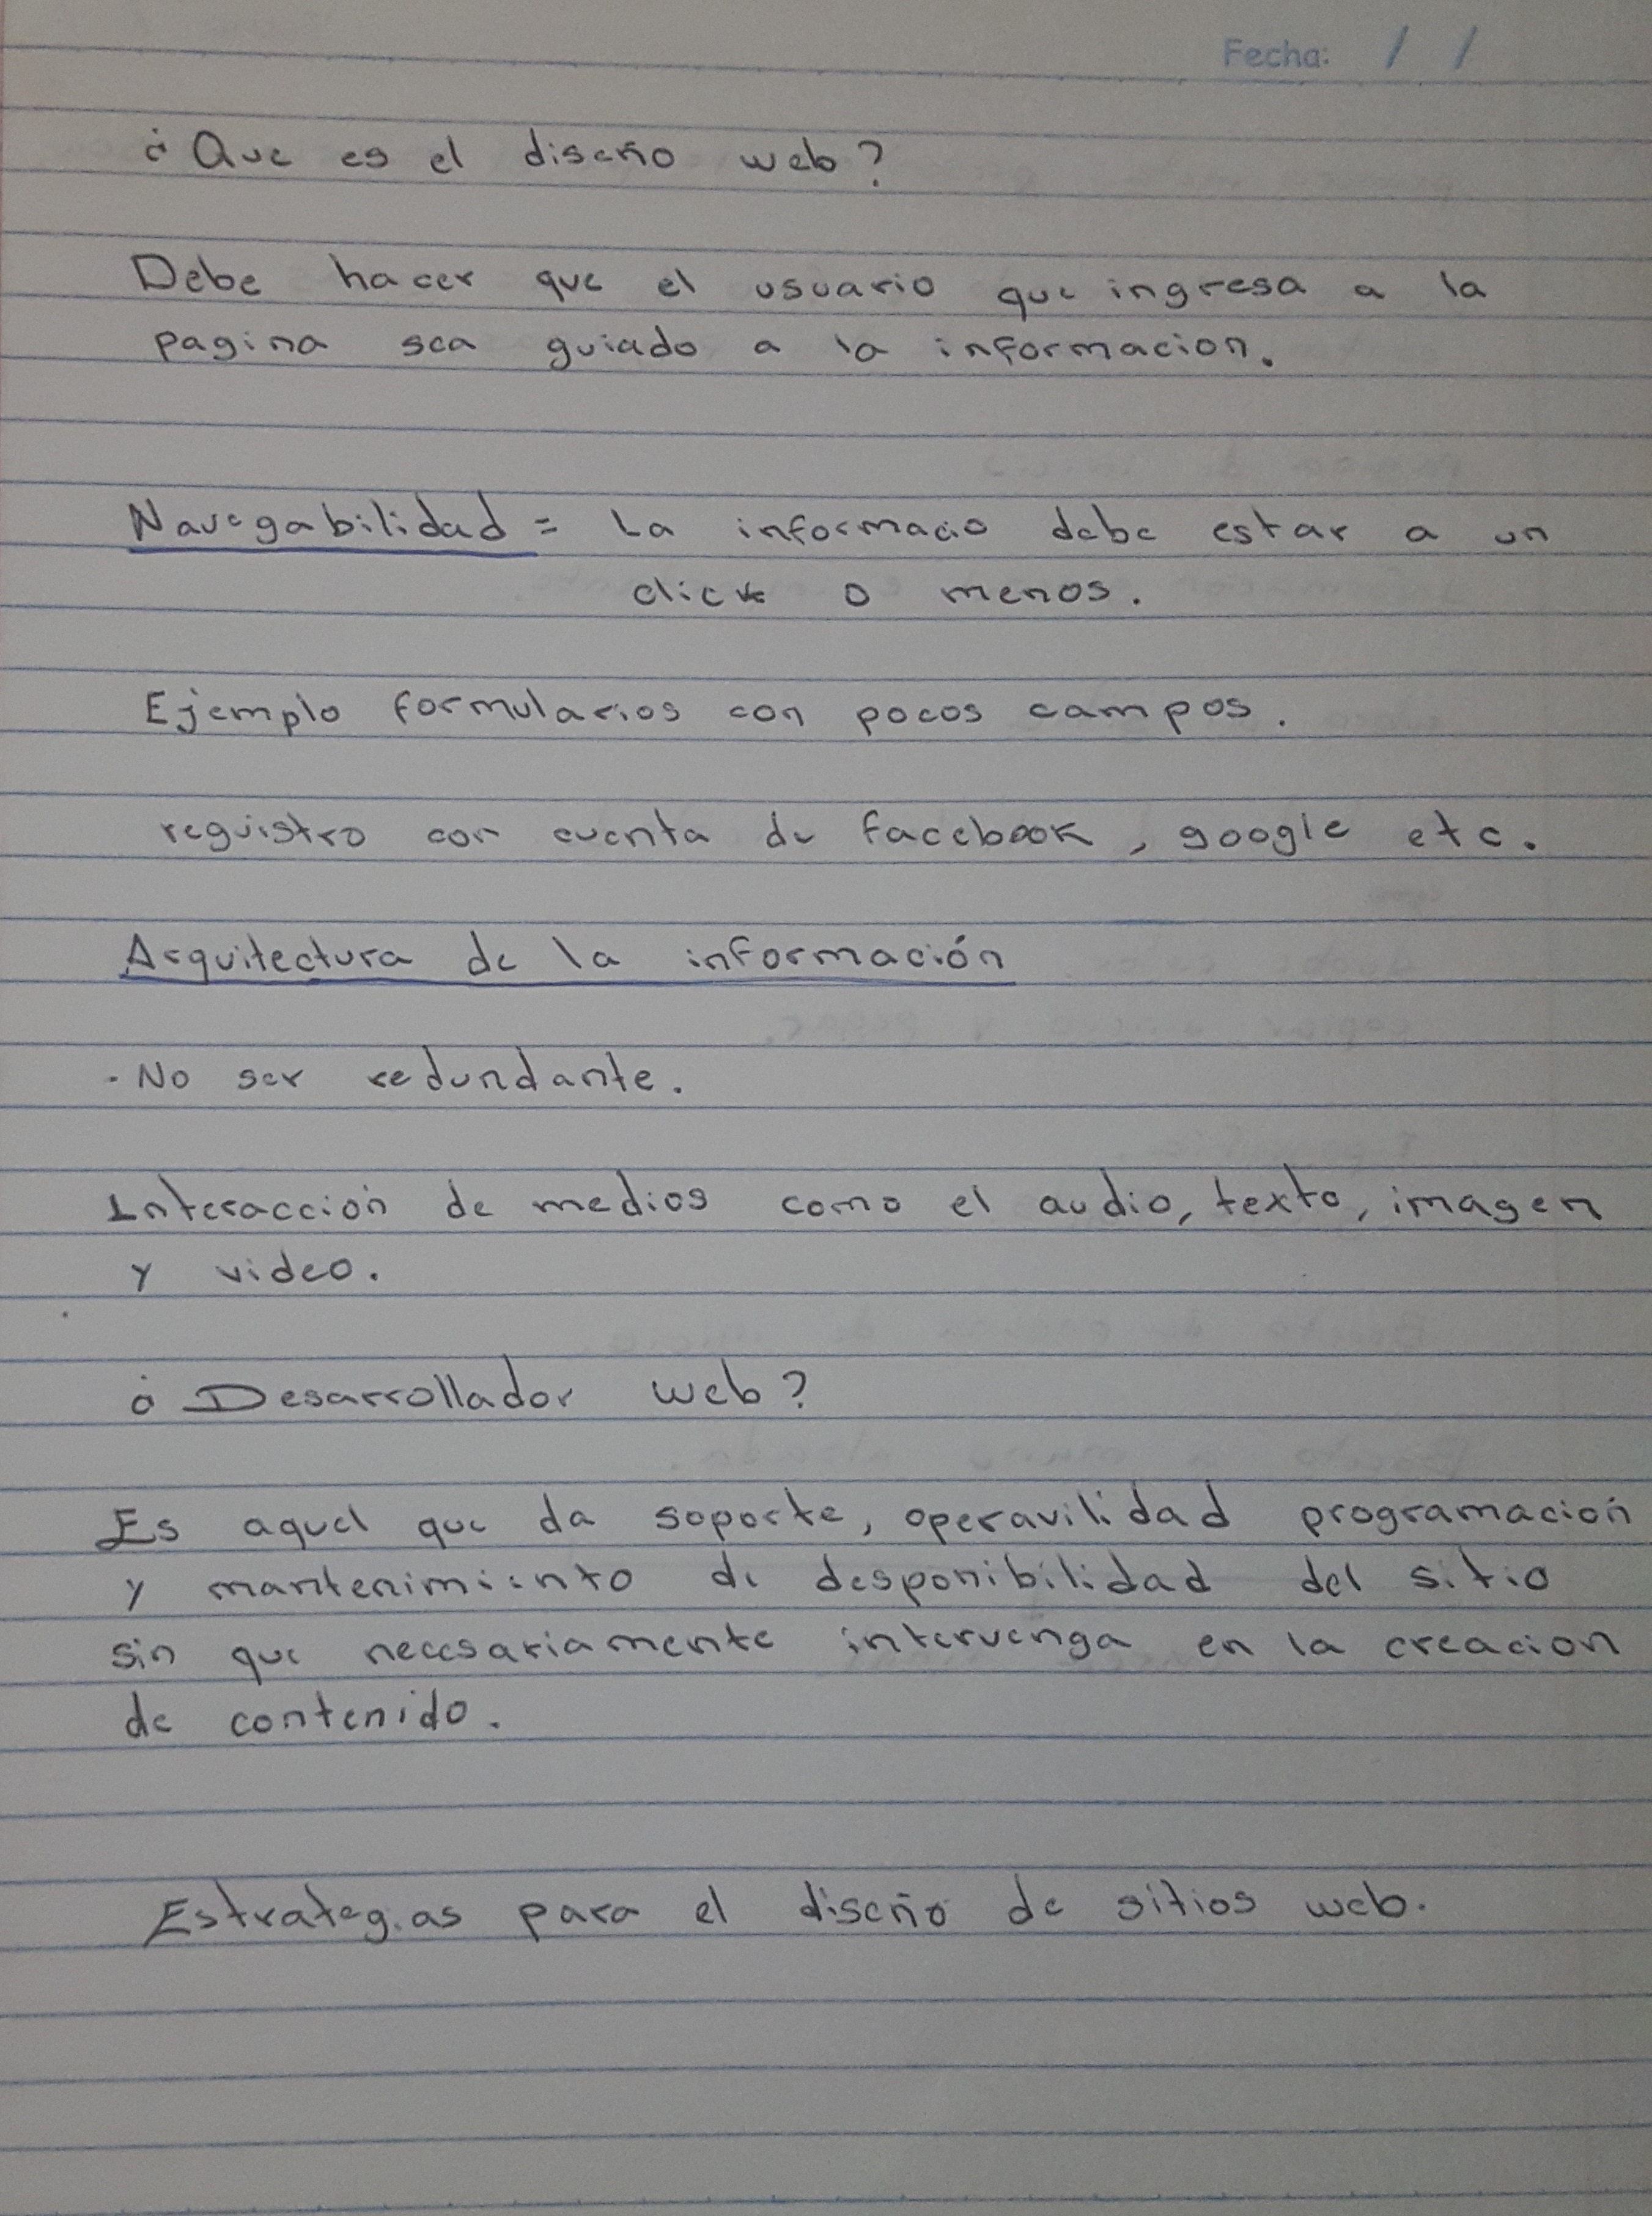 Fecha: / /
¿Que es el diseño web?
Debe hacer que el usuario que ingresa a la
pagina sea guiado a la informacion.
Navegabilidad = La informacio debe estar a un
click o menos.
Ejemplo formularios con pocos campos.
reguistro con cuenta de facebook, google etc.
Arquitectura de la información
- No ser redundante.
Interacción de medios como el audio, texto, imagen
y video.
¿Desarrollador web?
Es aquel que da soporte, operavilidad programación
y mantenimiento de desponibilidad del sitio
sin que necesariamente intervenga en la creacion
de contenido.
Estrategias para el diseño de sitios web.